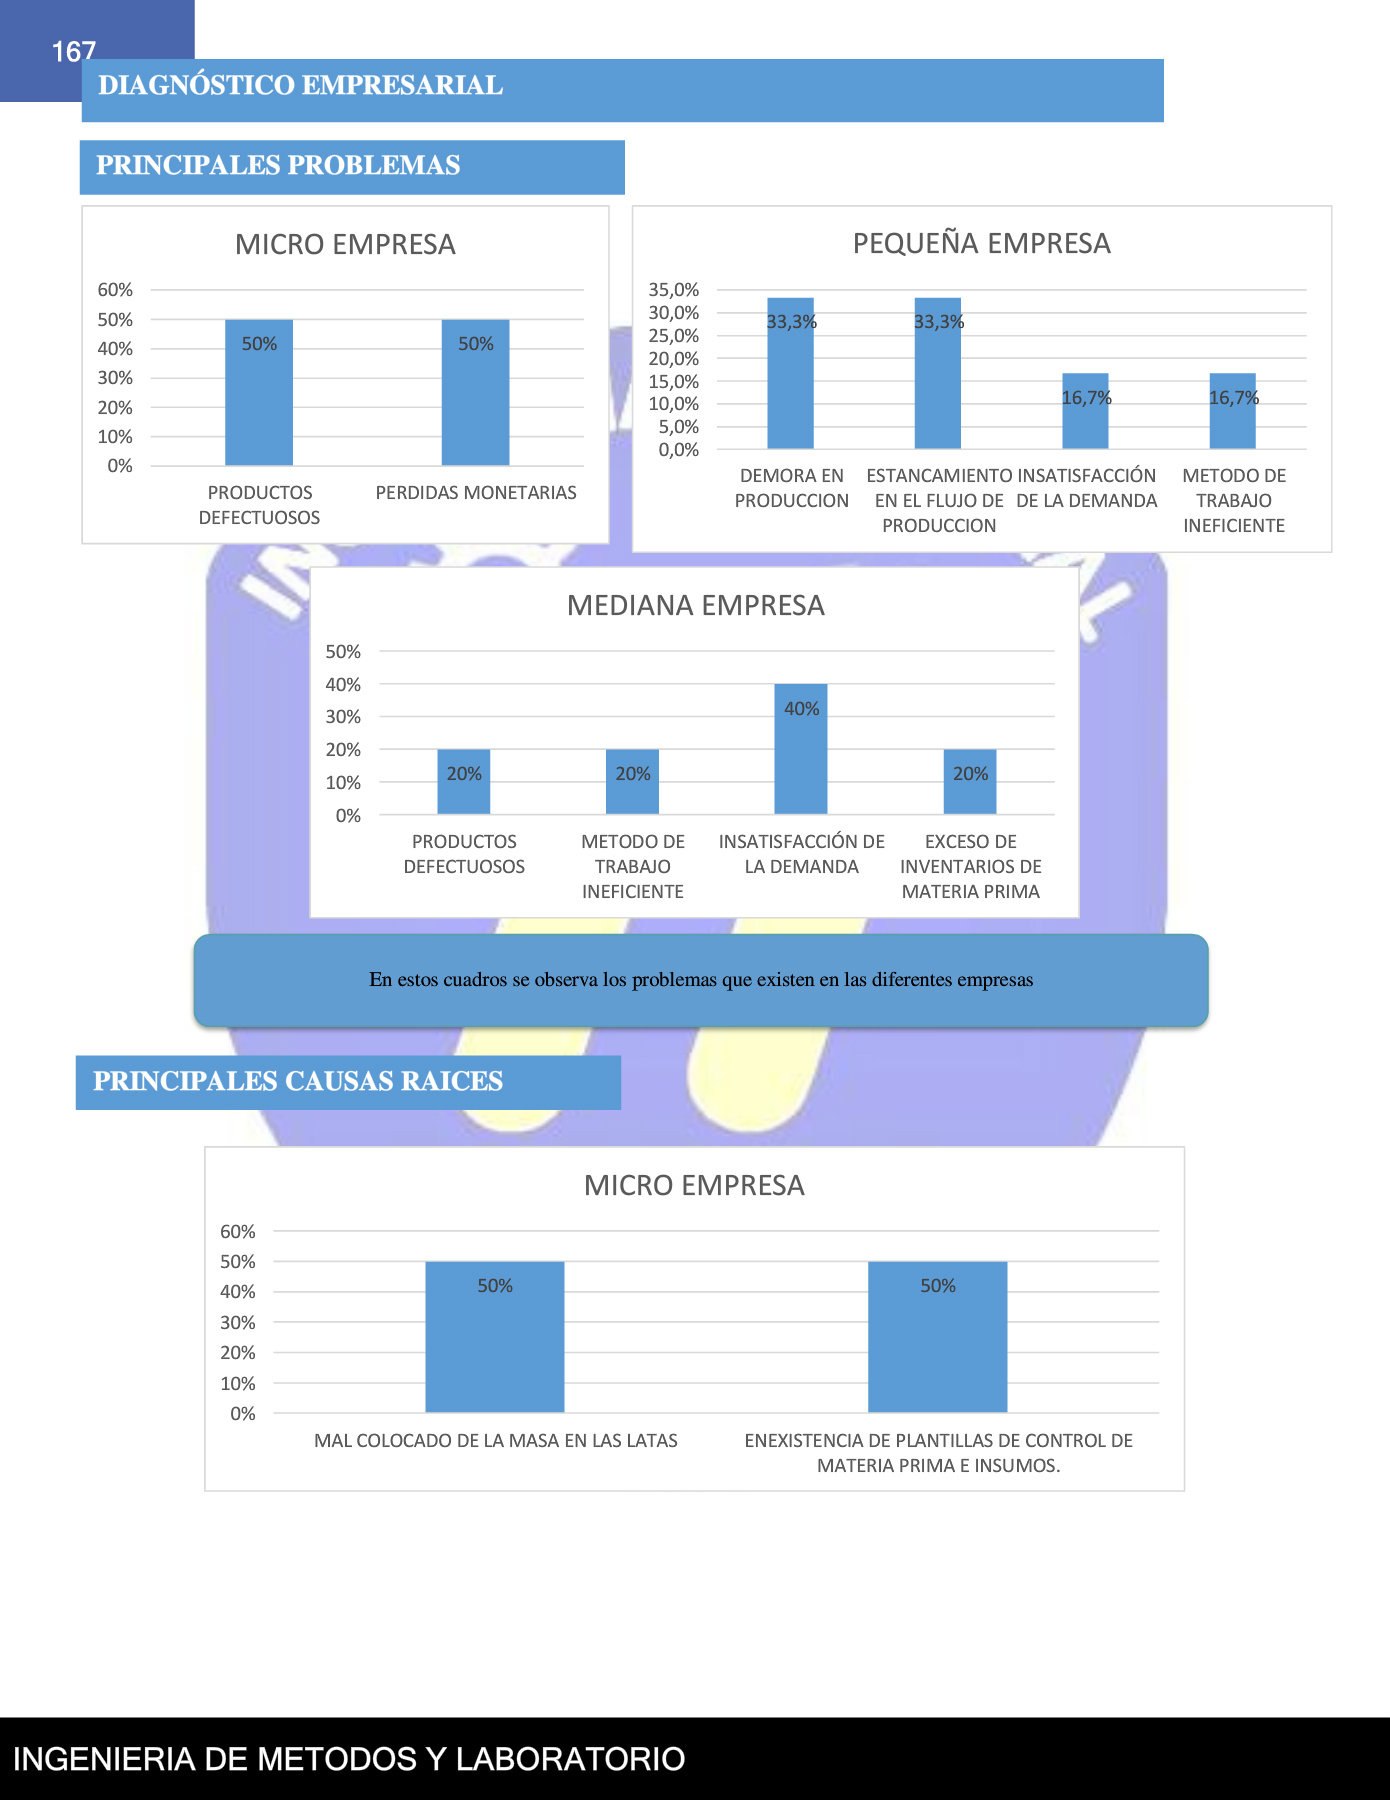 167
DIAGNÓSTICO EMPRESARIAL
PRINCIPALES PROBLEMAS
MICRO EMPRESA
60%
50%
40%
30%
20%
10%
0%
50%
50%
PRODUCTOS
DEFECTUOSOS
PERDIDAS MONETARIAS
PEQUEÑA EMPRESA
35,0%
30,0%
25,0%
20,0%
15,0%
10,0%
5,0%
0,0%
33,3%
33,3%
16,7%
16,7%
DEMORA EN
PRODUCCION
ESTANCAMIENTO
EN EL FLUJO DE
PRODUCCION
INSATISFACCIÓN
DE LA DEMANDA
METODO DE
TRABAJO
INEFICIENTE
MEDIANA EMPRESA
50%
40%
30%
20%
10%
0%
20%
20%
40%
20%
PRODUCTOS
DEFECTUOSOS
METODO DE
TRABAJO
INEFICIENTE
INSATISFACCIÓN DE
LA DEMANDA
EXCESO DE
INVENTARIOS DE
MATERIA PRIMA
En estos cuadros se observa los problemas que existen en las diferentes empresas
PRINCIPALES CAUSAS RAICES
MICRO EMPRESA
60%
50%
40%
30%
20%
10%
0%
50%
50%
MAL COLOCADO DE LA MASA EN LAS LATAS
ENEXISTENCIA DE PLANTILLAS DE CONTROL DE
MATERIA PRIMA E INSUMOS.
INGENIERIA DE METODOS Y LABORATORIO